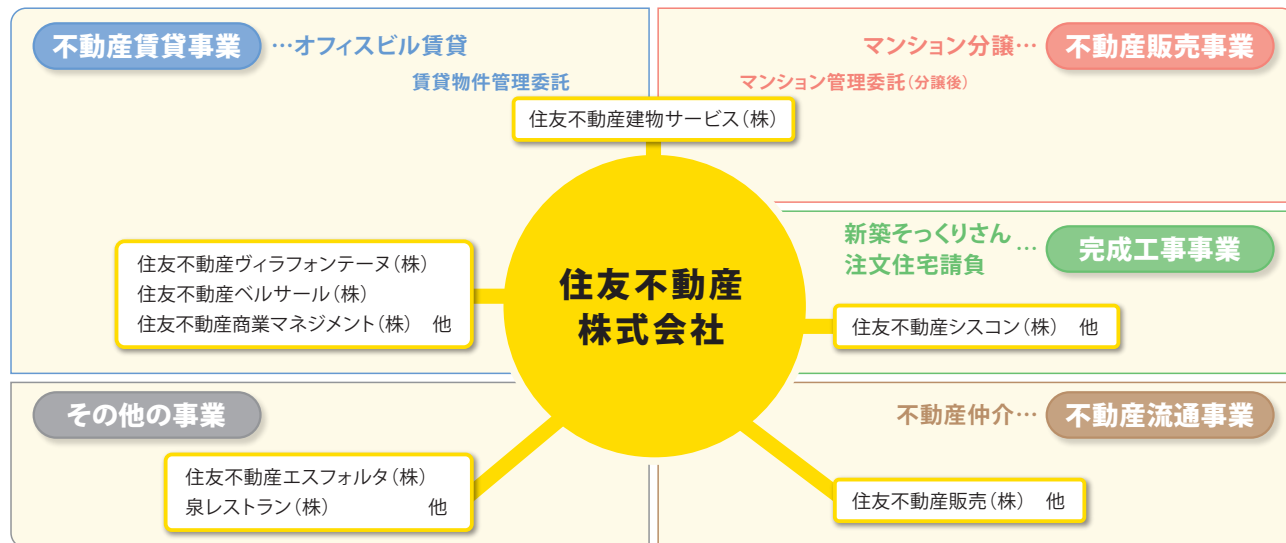 不動産賃貸事業 …オフィスビル賃貸
賃貸物件管理委託
マンション分譲… 不動産販売事業
マンション管理委託(分譲後)
住友不動産建物サービス(株)
住友不動産
株式会社
住友不動産ヴィラフォンテーヌ(株)
住友不動産ベルサール(株)
住友不動産商業マネジメント(株) 他
新築そっくりさん
注文住宅請負
… 完成工事事業
住友不動産シスコン(株) 他
その他の事業
住友不動産エスフォルタ(株)
泉レストラン(株) 他
不動産仲介… 不動産流通事業
住友不動産販売(株) 他